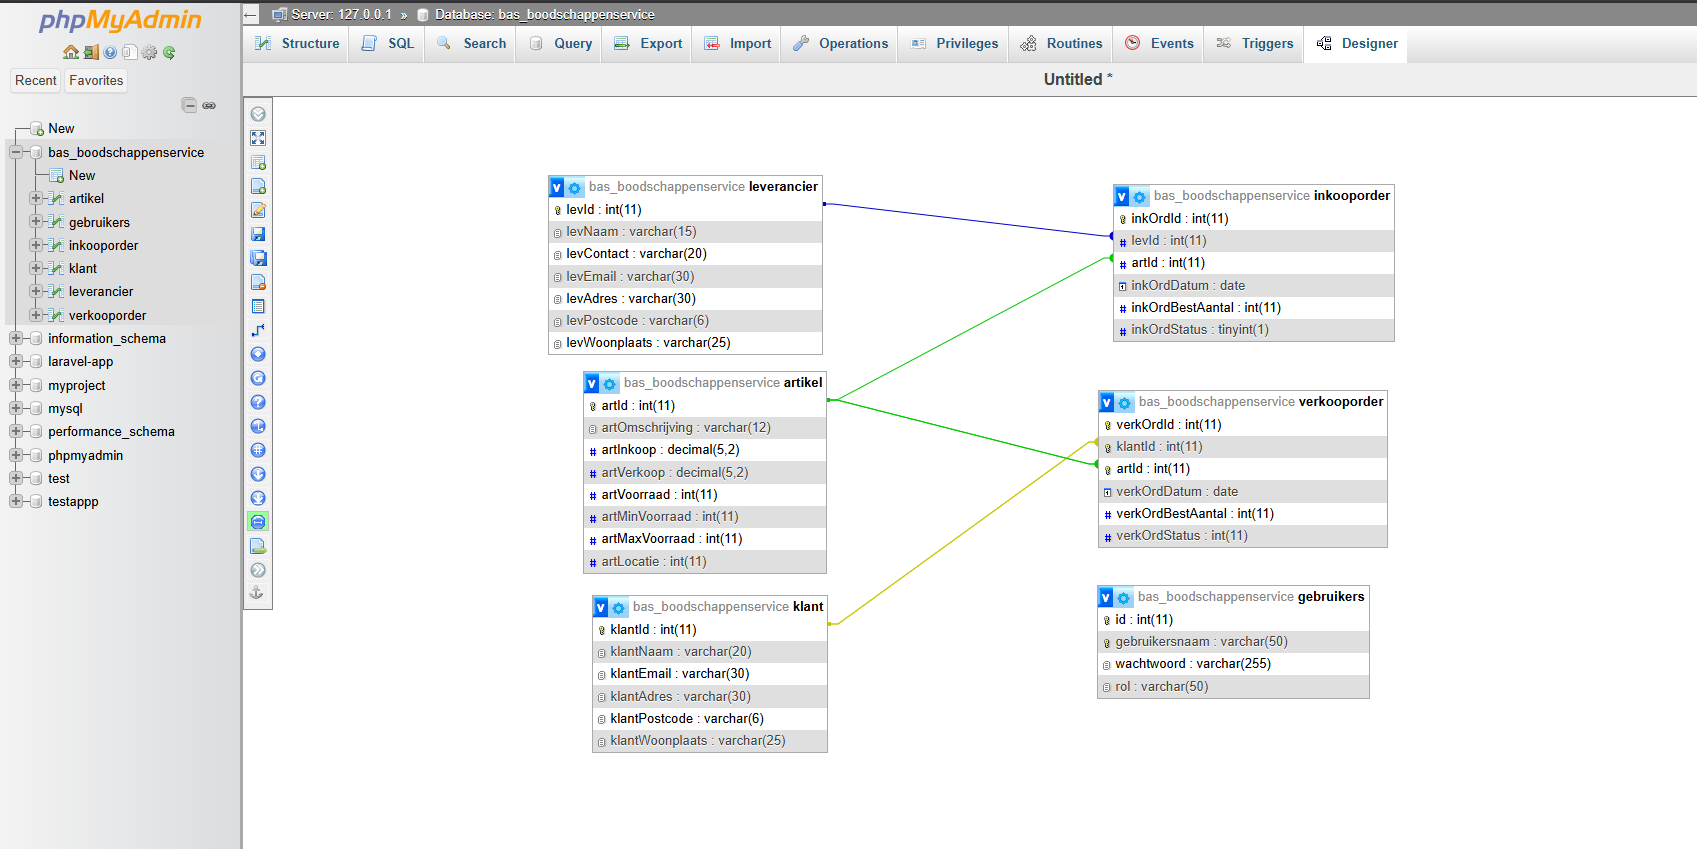 phpMyAdmin
Recent
Favorites
New
bas_boodschappenservice
New
artikel
gebruikers
inkooporder
klant
leverancier
verkooporder
information_schema
laravel-app
myproject
mysql
performance_schema
phpmyadmin
test
testappp
Server: 127.0.0.1 » Database: bas_boodschappenservice
Structure
SQL
Search
Query
Export
Import
Operations
Privileges
Routines
Events
Triggers
Designer
Untitled *
bas_boodschappenservice leverancier
levId : int(11)
levNaam : varchar(15)
levContact : varchar(20)
levEmail : varchar(30)
levAdres : varchar(30)
levPostcode : varchar(6)
levWoonplaats : varchar(25)
bas_boodschappenservice artikel
artId : int(11)
artOmschrijving : varchar(12)
# artInkoop : decimal(5,2)
# artVerkoop : decimal(5,2)
# artVoorraad : int(11)
# artMinVoorraad : int(11)
# artMaxVoorraad : int(11)
# artLocatie : int(11)
bas_boodschappenservice klant
klantId : int(11)
klantNaam : varchar(20)
klantEmail : varchar(30)
klantAdres : varchar(30)
klantPostcode : varchar(6)
klantWoonplaats : varchar(25)
bas_boodschappenservice inkooporder
inkOrdId : int(11)
# levId : int(11)
# artId : int(11)
inkOrdDatum : date
# inkOrdBestAantal : int(11)
# inkOrdStatus : tinyint(1)
bas_boodschappenservice verkooporder
verkOrdId : int(11)
klantId : int(11)
artId : int(11)
verkOrdDatum : date
# verkOrdBestAantal : int(11)
# verkOrdStatus : int(11)
bas_boodschappenservice gebruikers
id : int(11)
gebruikersnaam : varchar(50)
wachtwoord : varchar(255)
rol : varchar(50)